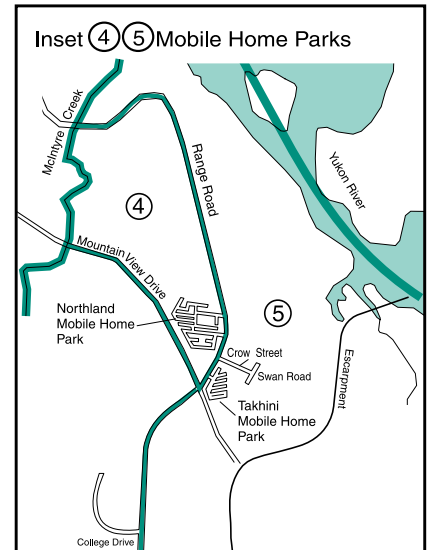 Inset 4 5 Mobile Home Parks
McIntyre Creek
Range Road
Yukon River
4
Mountain View Drive
Northland
Mobile Home
Park
5
Crow Street
Swan Road
Escarpment
Takhini
Mobile Home
Park
College Drive